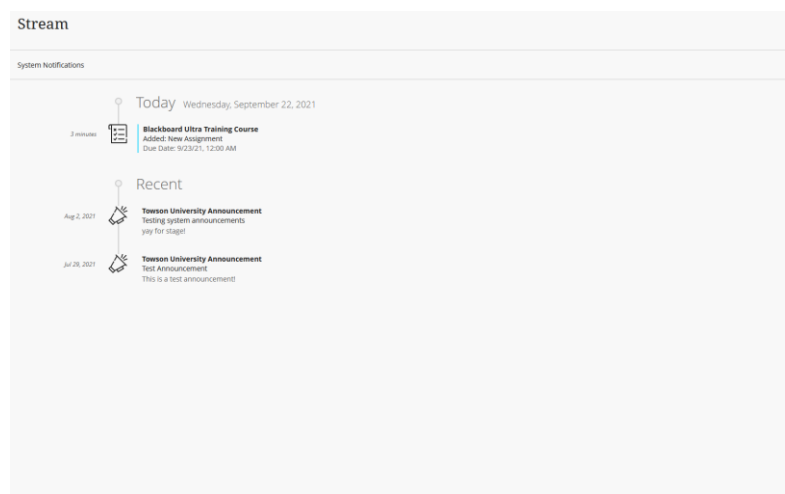 Stream
System Notifications
Today Wednesday, September 22, 2021
3 minutes
Blackboard Ultra Training Course
Added: New Assignment
Due Date: 9/23/21, 12:00 AM
Recent
Aug 2, 2021
Towson University Announcement
Testing system announcements
yay for stage!
Jul 29, 2021
Towson University Announcement
Test Announcement
This is a test announcement!